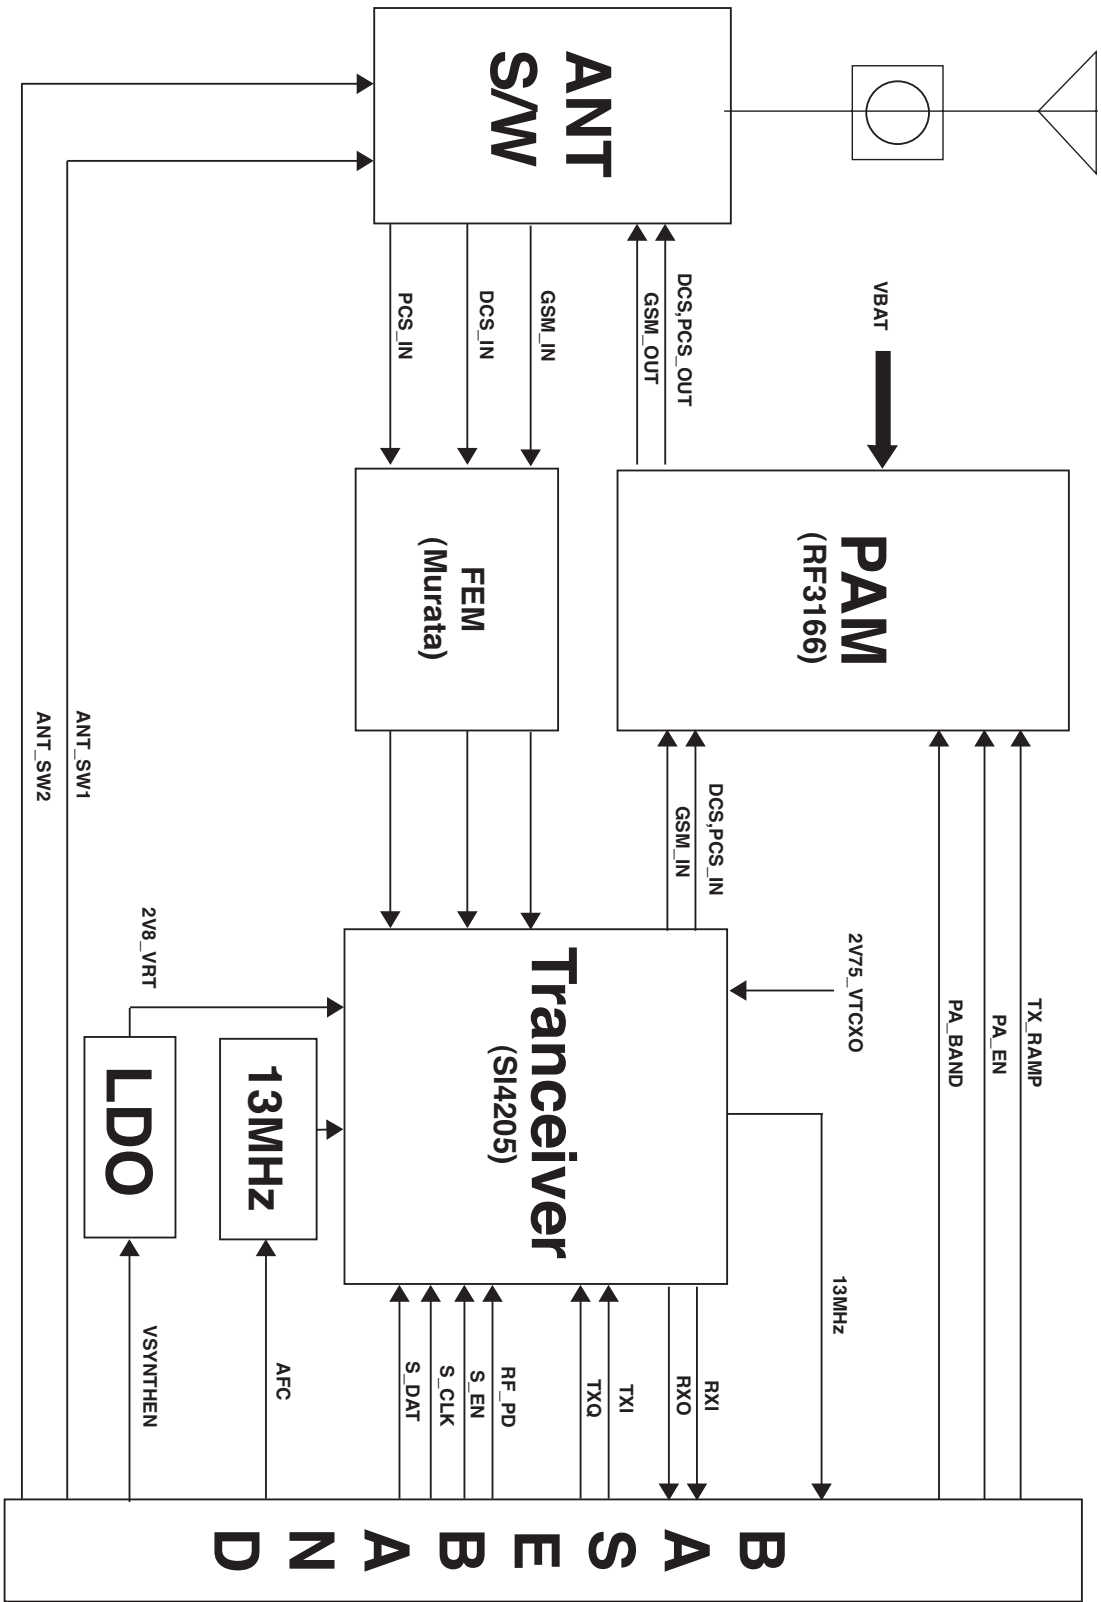 ANT
S/W
VBAT
DCS,PCS_OUT
GSM_OUT
GSM_IN
DCS_IN
PCS_IN
PAM
(RF3166)
FEM
(Murata)
TX_RAMP
PA_EN
PA_BAND
2V75_VTCXO
DCS,PCS_IN
GSM_IN
ANT_SW1
ANT_SW2
2V8_VRT
Tranceiver
(SI4205)
13MHz
LDO
13MHz
RXI
RXO
TXI
TXQ
RF_PD
S_EN
S_CLK
S_DAT
AFC
VSYNTHEN
BASEBAND